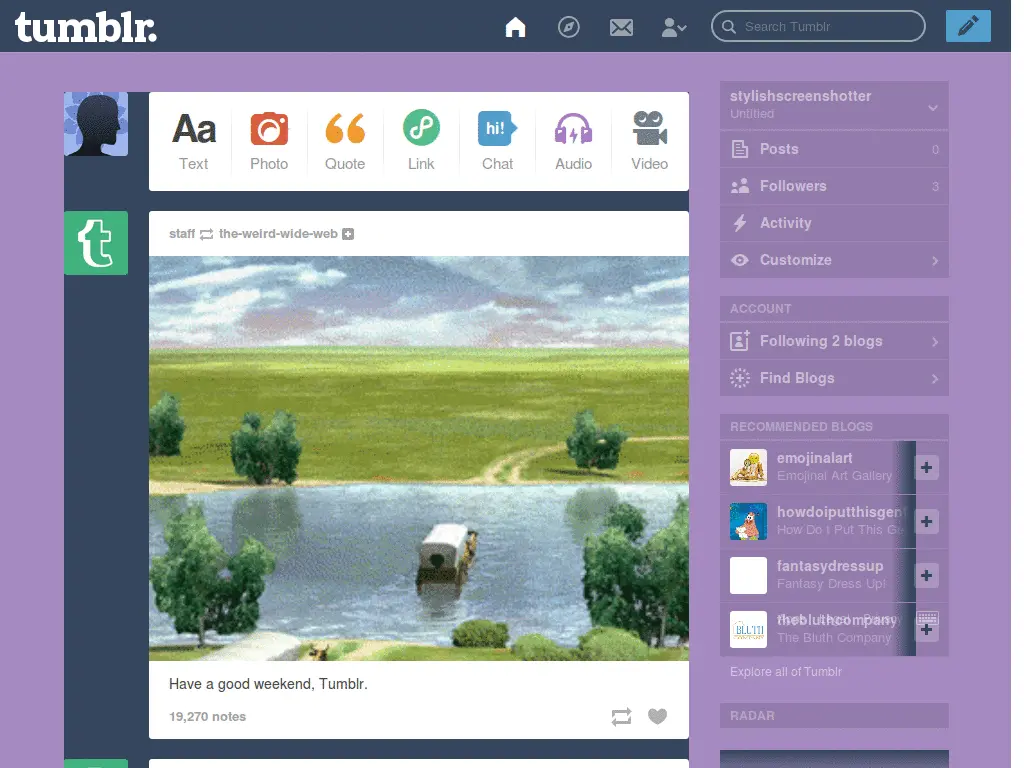 tumblr.
Search Tumblr
Aa
Text
Photo
Quote
Link
hi!
Chat
Audio
Video
staff the-weird-wide-web
Have a good weekend, Tumblr.
19,270 notes
stylishscreenshotter
Untitled
Posts 0
Followers 3
Activity
Customize
ACCOUNT
Following 2 blogs
Find Blogs
RECOMMENDED BLOGS
emojinalart
Emojinal Art Gallery
howdoiputthisgen
How Do I Put This Ge
fantasydressup
Fantasy Dress Up!
BLUTH
thebluthcompany
The Bluth Company
Explore all of Tumblr
RADAR